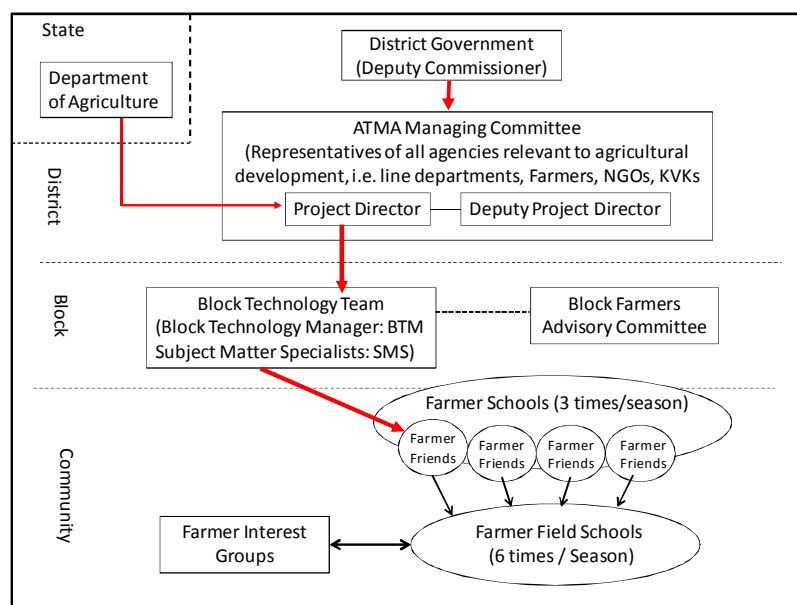 State
Department
of Agriculture
District Government
(Deputy Commissioner)
ATMA Managing Committee
(Representatives of all agencies relevant to agricultural
development, i.e. line departments, Farmers, NGOs, KVKs
Project Director
Deputy Project Director
District
Block Technology Team
(Block Technology Manager: BTM
Subject Matter Specialists: SMS)
Block Farmers
Advisory Committee
Block
Farmer Schools (3 times/season)
Farmer
Friends
Farmer
Friends
Farmer
Friends
Farmer
Friends
Community
Farmer Interest
Groups
Farmer Field Schools
(6 times / Season)